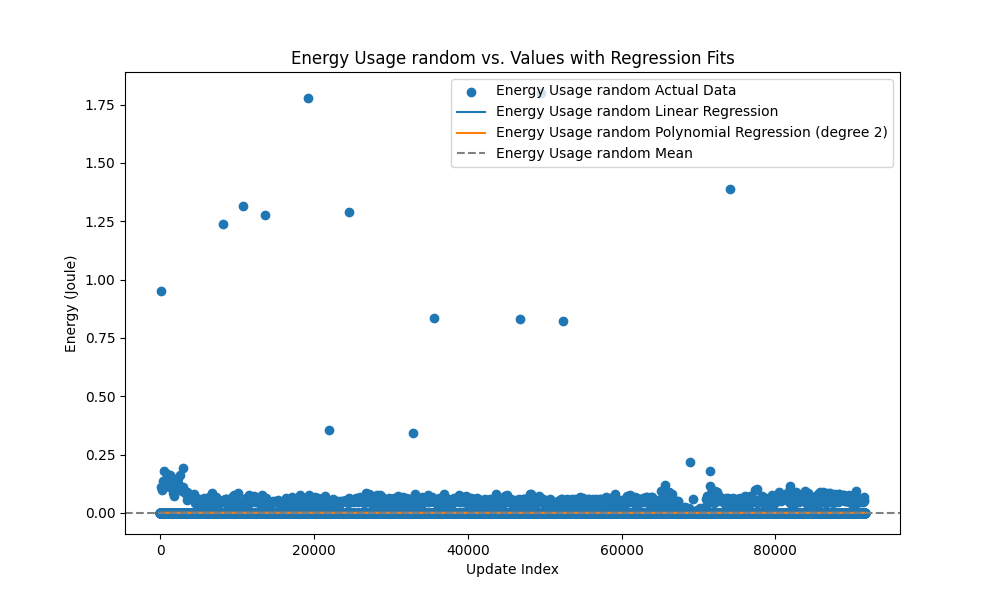 Energy Usage random vs. Values with Regression Fits
Energy Usage random Actual Data
Energy Usage random Linear Regression
Energy Usage random Polynomial Regression (degree 2)
Energy Usage random Mean
Energy (Joule)
1.75
1.50
1.25
1.00
0.75
0.50
0.25
0.00
0
20000
40000
60000
80000
Update Index